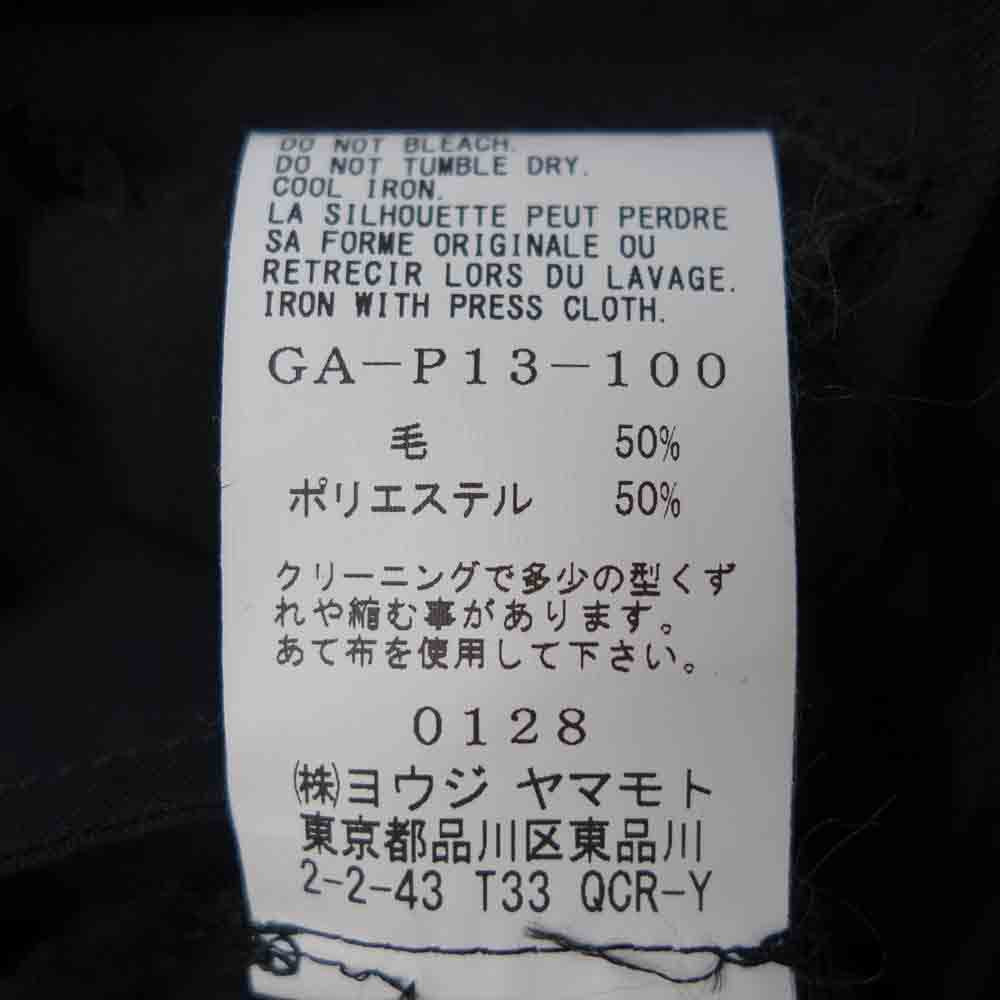 DO NOT BLEACH.
DO NOT TUMBLE DRY.
COOL IRON.
LA SILHOUETTE PEUT PERDRE
SA FORME ORIGINALE OU
RETRECIR LORS DU LAVAGE.
IRON WITH PRESS CLOTH.
GA-P13-100
毛 50%
ポリエステル 50%
クリーニングで多少の型くず
れや縮む事があります。
あて布を使用して下さい。
0128
㈱ヨウジ ヤマモト
東京都品川区東品川
2-2-43 T33 QCR-Y